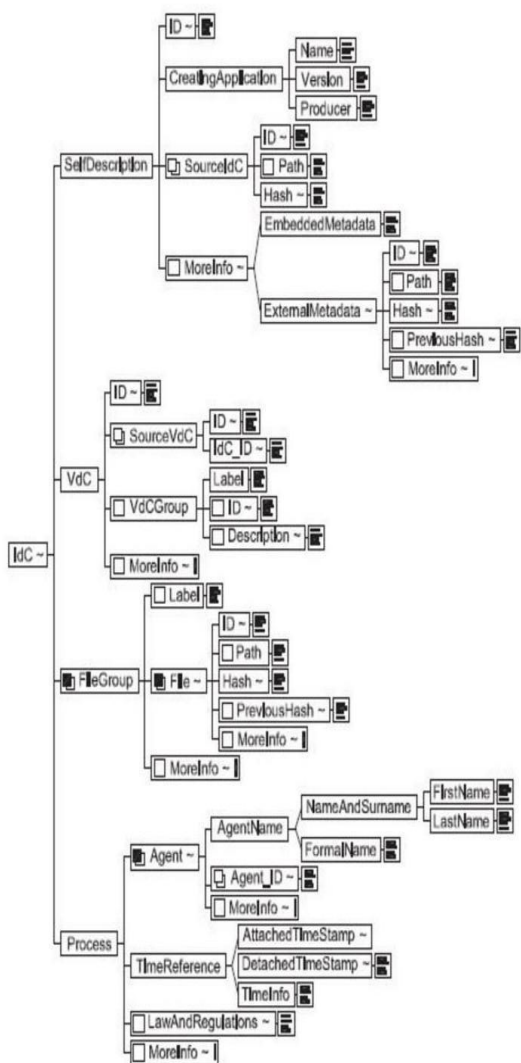 ID ~
CreatingApplication
Name
Version
Producer
SelfDescription
SourceIdC
ID ~
Path
Hash ~
MoreInfo ~
EmbeddedMetadata
ExternalMetadata ~
ID ~
Path
Hash ~
PreviousHash ~
MoreInfo ~
VdC
ID ~
SourceVdC
ID ~
IdC_ID ~
VdCGroup
Label
ID ~
Description ~
MoreInfo ~
IdC ~
FileGroup
Label
File ~
ID ~
Path
Hash ~
PreviousHash ~
MoreInfo ~
MoreInfo ~
Process
Agent ~
AgentName
NameAndSurname
FirstName
LastName
FormalName
Agent_ID ~
MoreInfo ~
TimeReference
AttachedTimeStamp ~
DetachedTimeStamp ~
TimeInfo
LawAndRegulations ~
MoreInfo ~